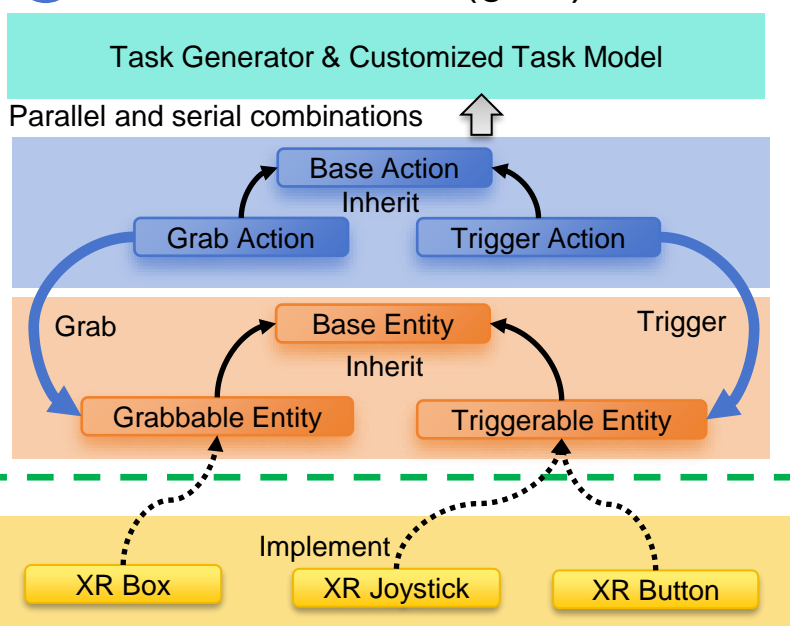 Task Generator & Customized Task Model
Parallel and serial combinations
Base Action
Inherit
Grab Action
Trigger Action
Grab
Base Entity
Trigger
Inherit
Grabbable Entity
Triggerable Entity
Implement
XR Box
XR Joystick
XR Button